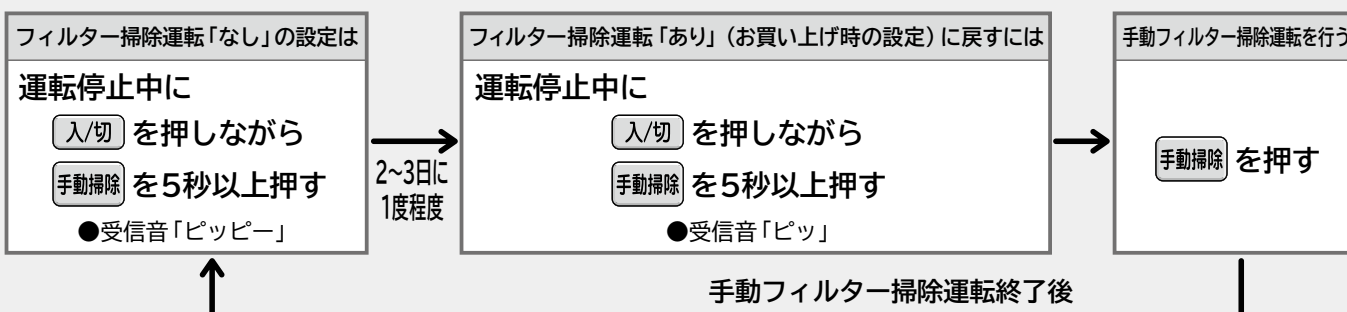 フィルター掃除運転「なし」の設定は
運転停止中に
入/切 を押しながら
手動掃除 を5秒以上押す
●受信音「ピッピー」
2~3日に
1度程度
フィルター掃除運転「あり」（お買い上げ時の設定）に戻すには
運転停止中に
入/切 を押しながら
手動掃除 を5秒以上押す
●受信音「ピッ」
手動フィルター掃除運転を行う
手動掃除 を押す
手動フィルター掃除運転終了後